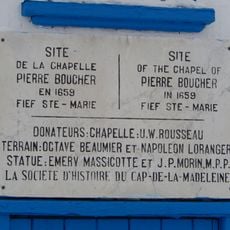 SITE
DE LA CHAPELLE
PIERRE BOUCHER
EN 1659
FIEF STE-MARIE
SITE
OF THE CHAPEL OF
PIERRE BOUCHER
IN 1659
FIEF STE-MARIE
DONATEURS: CHAPELLE: U.W. ROUSSEAU
TERRAIN: OCTAVE BEAUMIER ET NAPOLEON LORANGER
STATUE: EMERY MASSICOTTE ET J.P. MORIN, M.P.P.
LA SOCIÉTÉ D'HISTOIRE DU CAP-DE-LA-MADELEINE